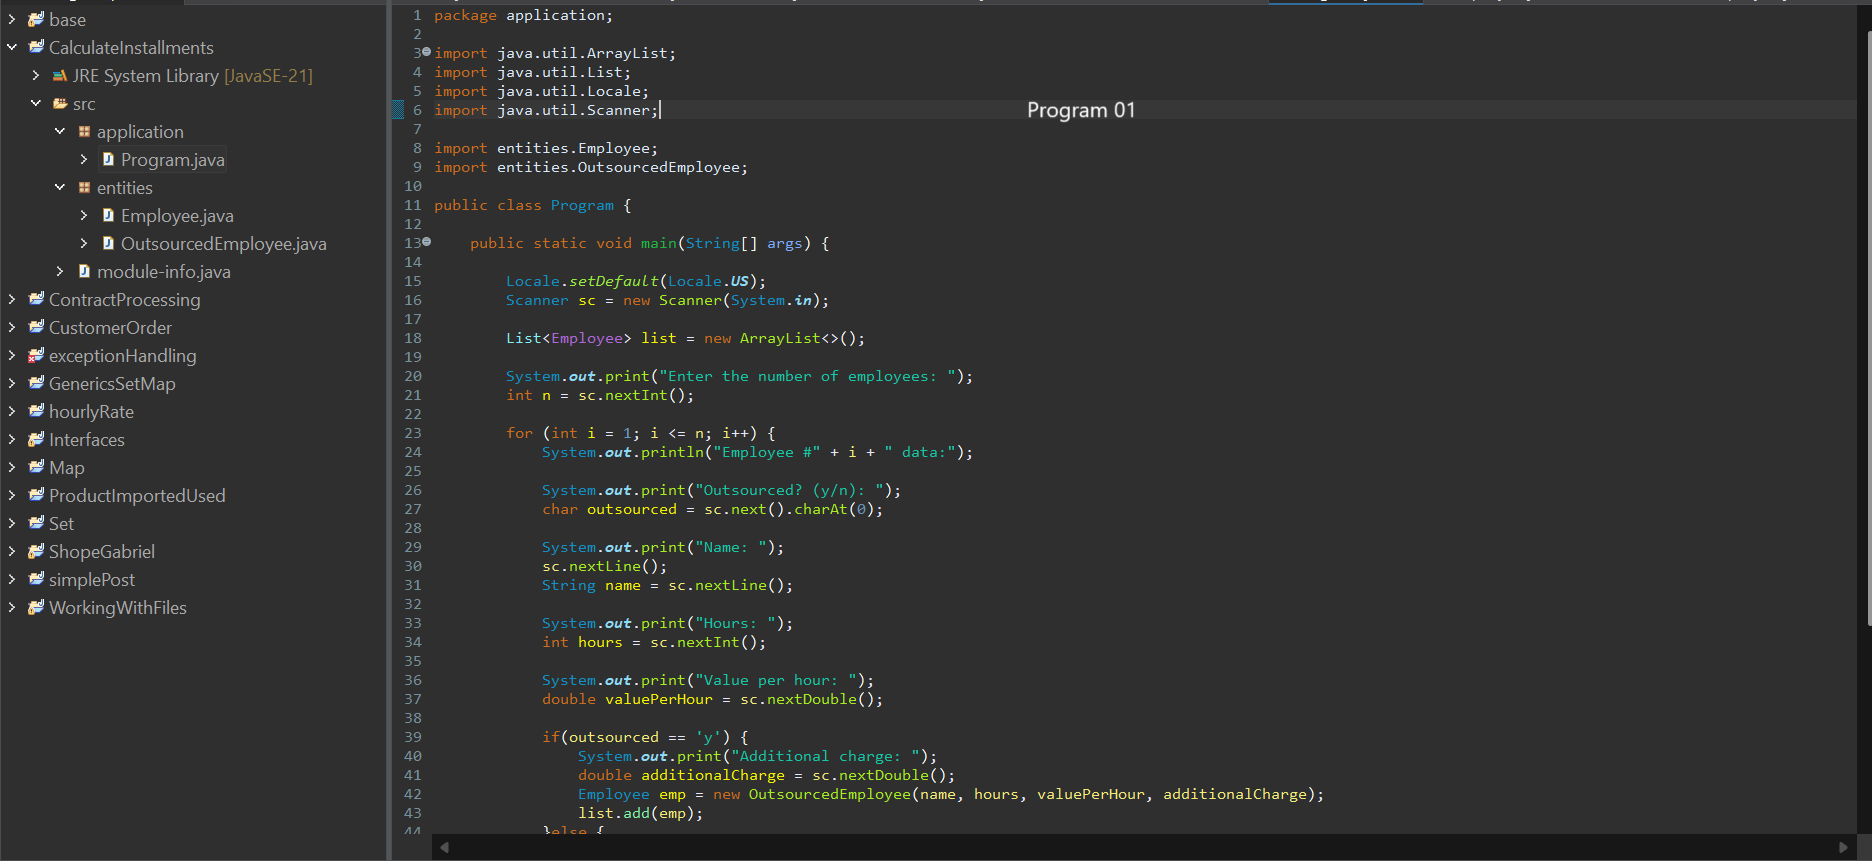 base
CalculateInstallments
JRE System Library [JavaSE-21]
src
application
Program.java
entities
Employee.java
OutsourcedEmployee.java
module-info.java
ContractProcessing
CustomerOrder
exceptionHandling
GenericsSetMap
hourlyRate
Interfaces
Map
ProductImportedUsed
Set
ShopeGabriel
simplePost
WorkingWithFiles
1 package application;
2
3 import java.util.ArrayList;
4 import java.util.List;
5 import java.util.Locale;
6 import java.util.Scanner;
Program 01
7
8 import entities.Employee;
9 import entities.OutsourcedEmployee;
10
11 public class Program {
12
13 public static void main(String[] args) {
14
15 Locale.setDefault(Locale.US);
16 Scanner sc = new Scanner(System.in);
17
18 List<Employee> list = new ArrayList<>();
19
20 System.out.print("Enter the number of employees: ");
21 int n = sc.nextInt();
22
23 for (int i = 1; i <= n; i++) {
24 System.out.println("Employee #" + i + " data:");
25
26 System.out.print("Outsourced? (y/n): ");
27 char outsourced = sc.next().charAt(0);
28
29 System.out.print("Name: ");
30 sc.nextLine();
31 String name = sc.nextLine();
32
33 System.out.print("Hours: ");
34 int hours = sc.nextInt();
35
36 System.out.print("Value per hour: ");
37 double valuePerHour = sc.nextDouble();
38
39 if(outsourced == 'y') {
40 System.out.print("Additional charge: ");
41 double additionalCharge = sc.nextDouble();
42 Employee emp = new OutsourcedEmployee(name, hours, valuePerHour, additionalCharge);
43 list.add(emp);
44 }else {